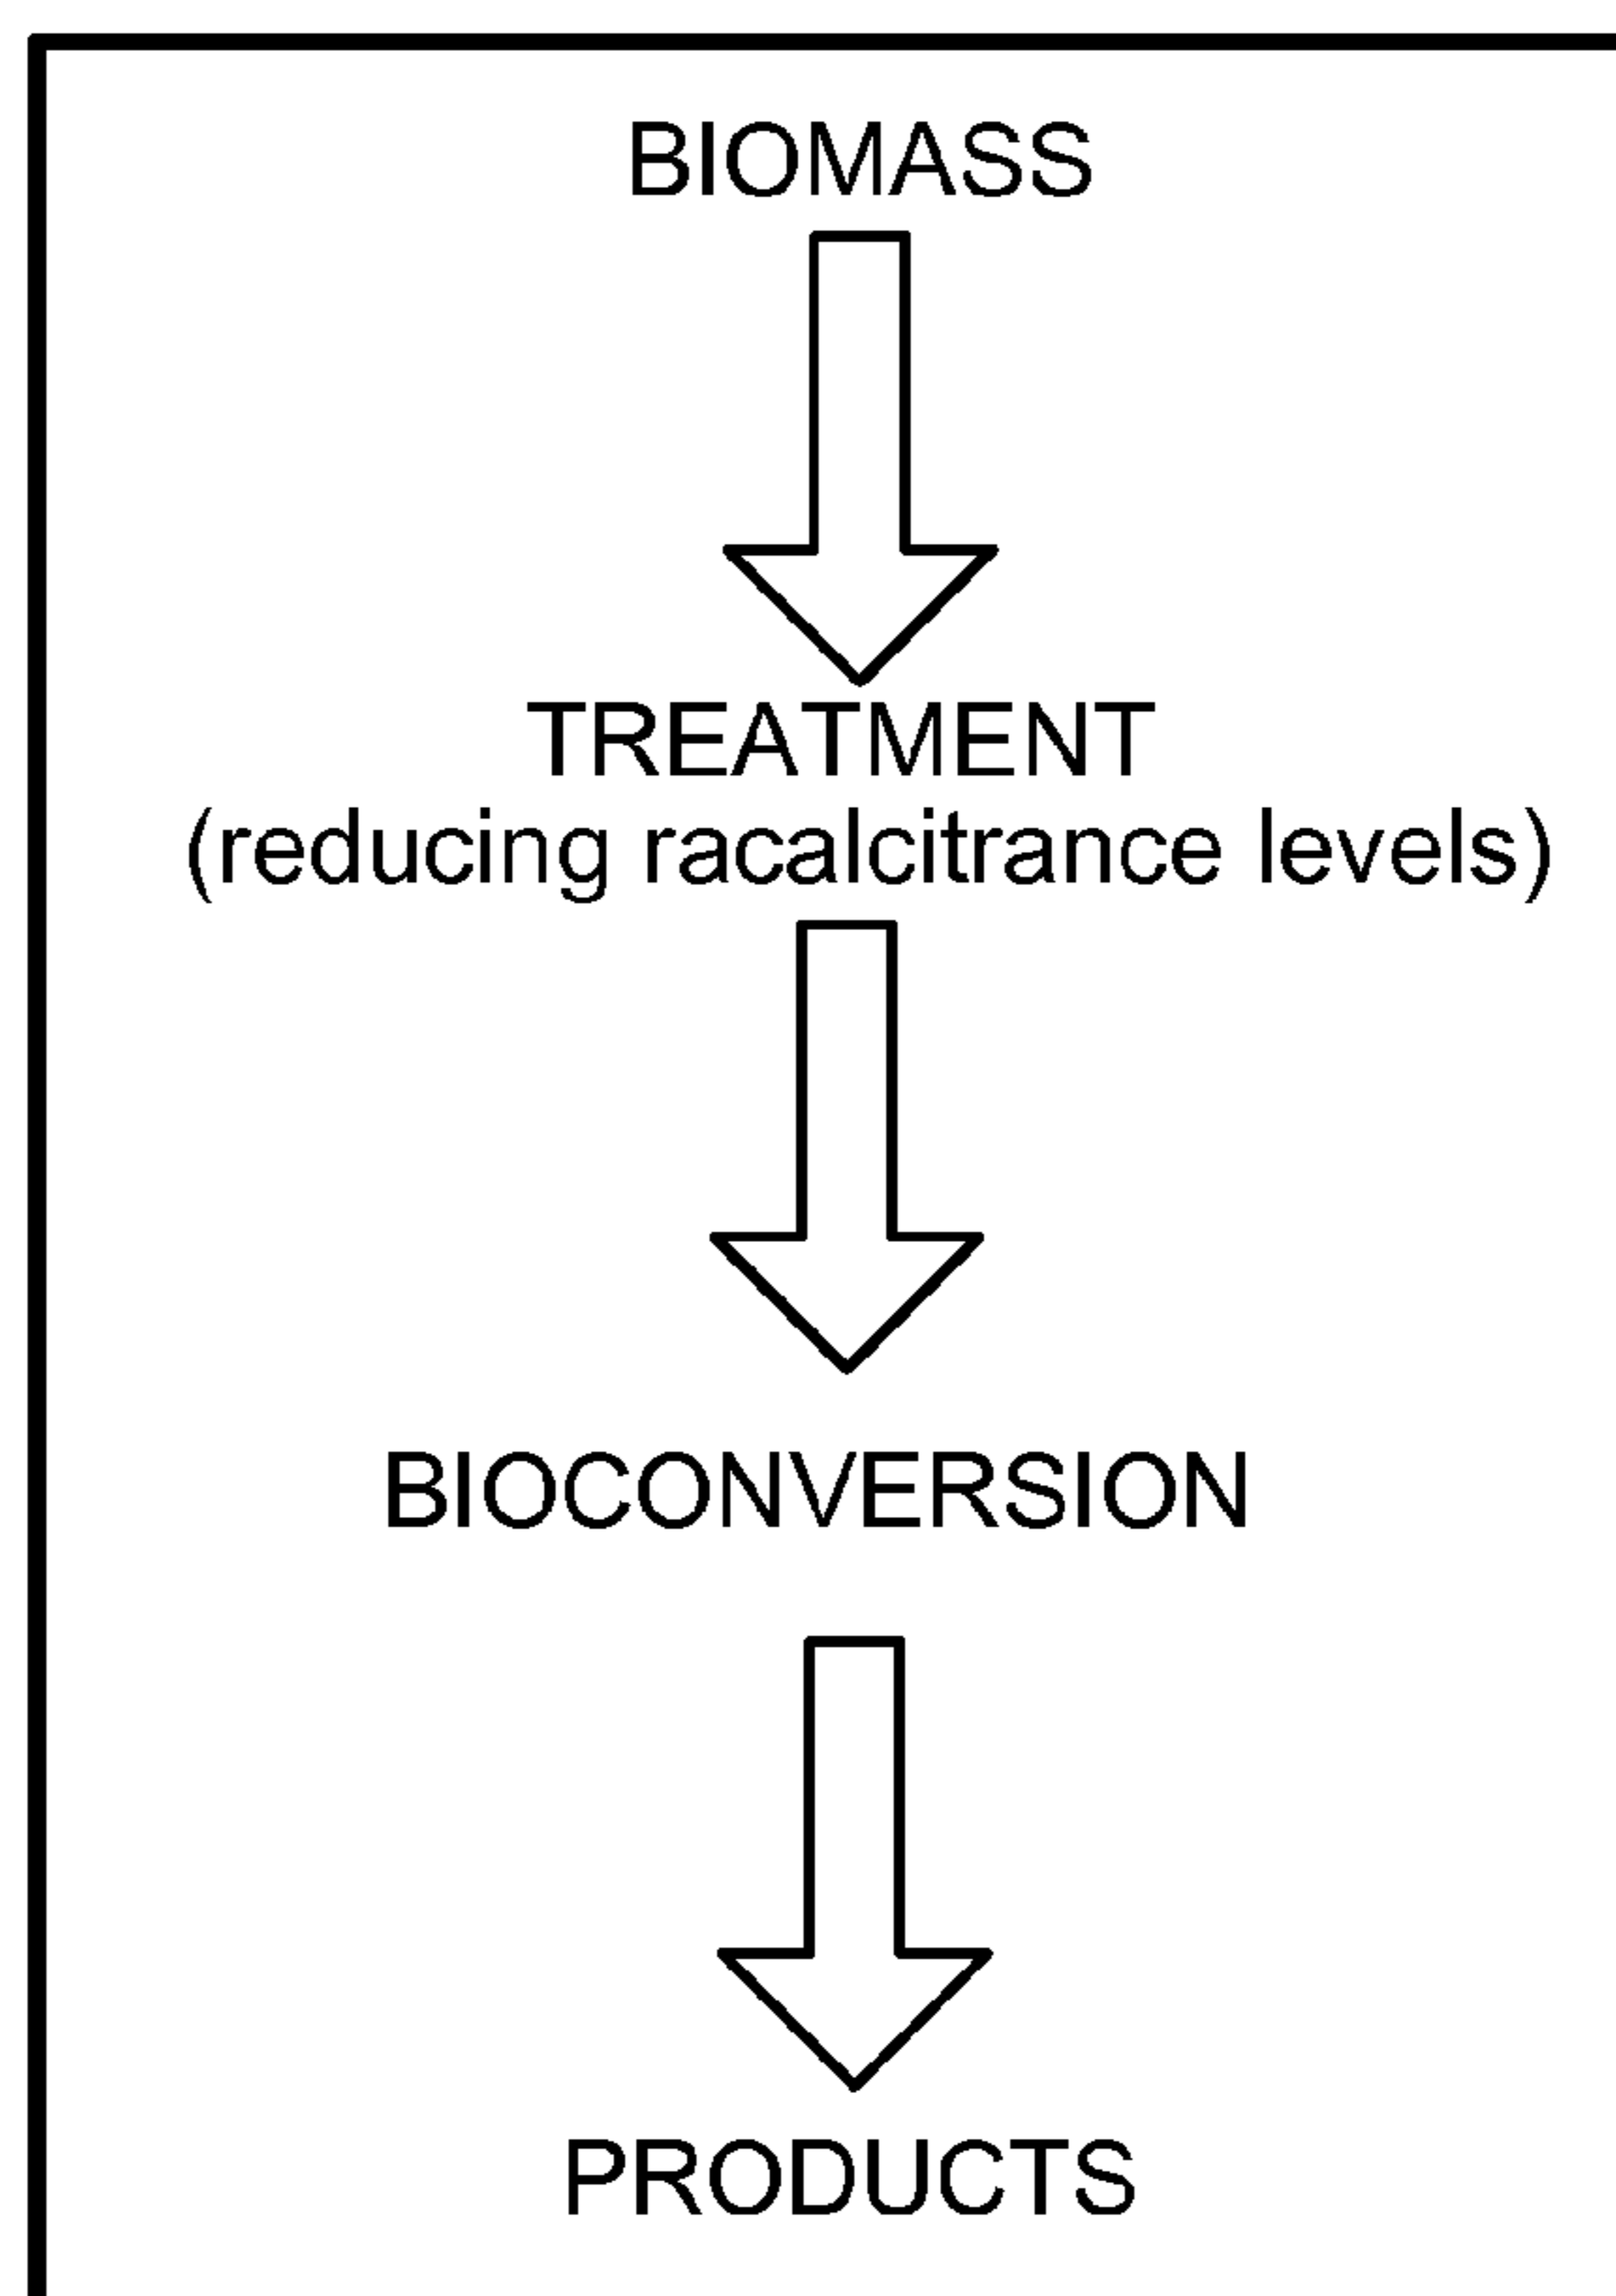 BIOMASS
TREATMENT
(reducing racalcitrance levels)
BIOCONVERSION
PRODUCTS